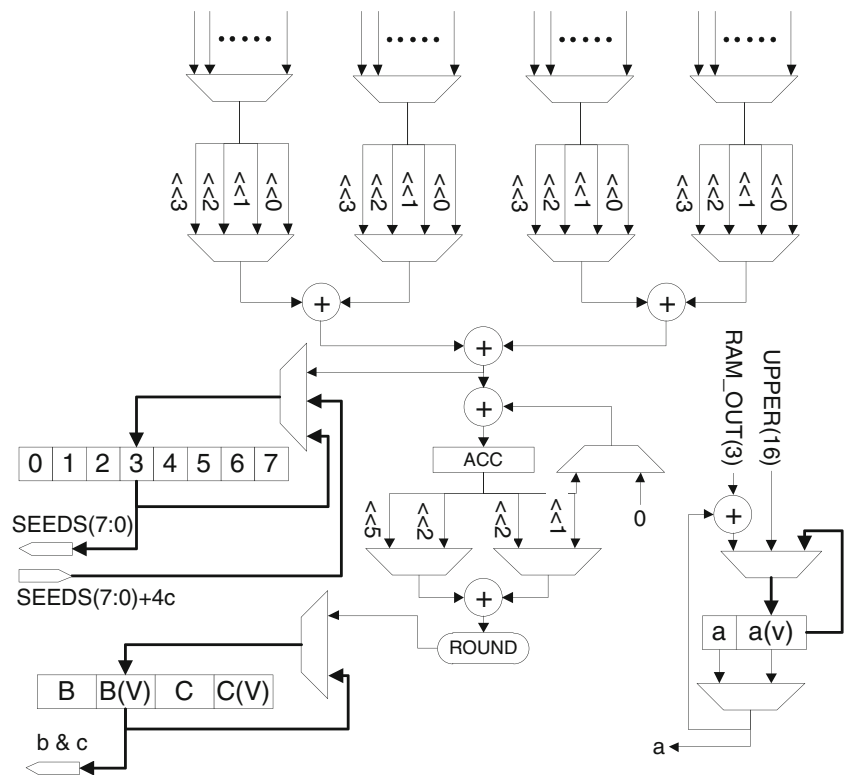 <<3 <<2 <<1 <<0
<<3 <<2 <<1 <<0
<<3 <<2 <<1 <<0
<<3 <<2 <<1 <<0
+
+
+
RAM_OUT(3)
UPPER(16)
+
0 1 2 3 4 5 6 7
ACC
SEEDS(7:0)
<<5 <<2 <<2 <<1
0
+
SEEDS(7:0)+4c
+
ROUND
a a(v)
B B(V) C C(V)
b & c
a